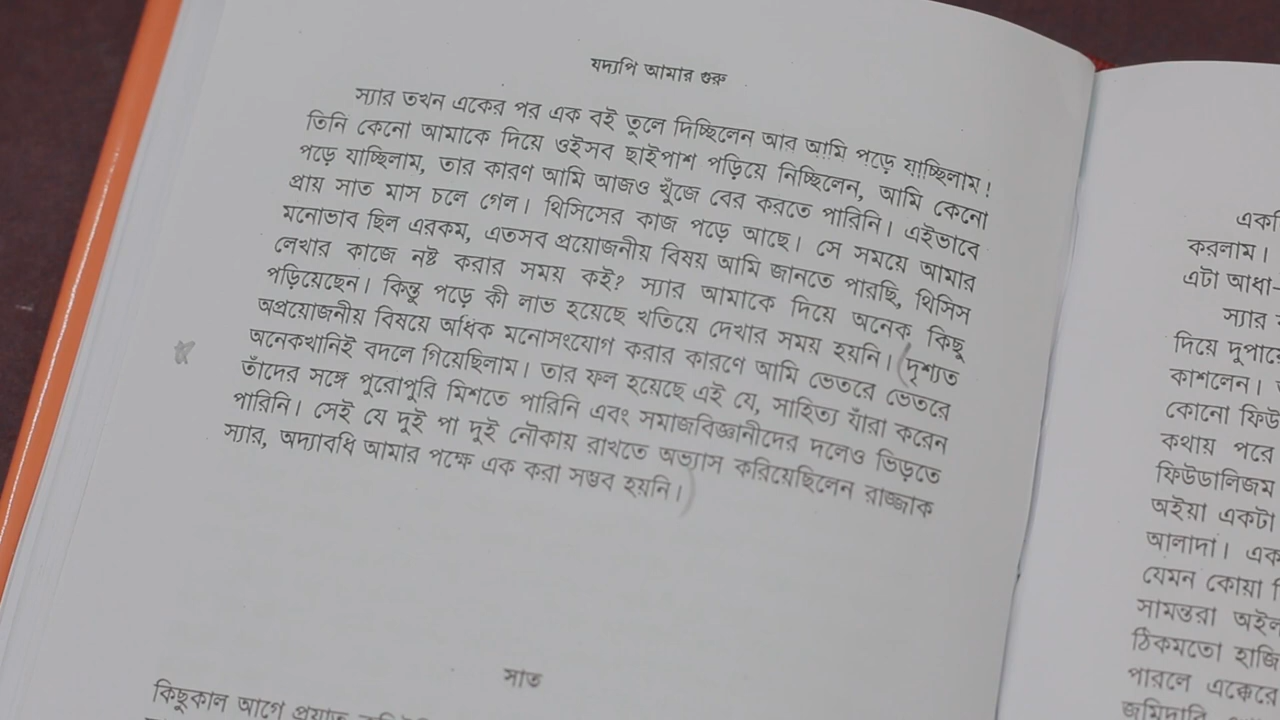 যদ্যপি আমার গুরু
স্যার তখন একের পর এক বই তুলে দিচ্ছিলেন আর আমি পড়ে যাচ্ছিলাম!
তিনি কেনো আমাকে দিয়ে ওইসব ছাইপাশ পড়িয়ে নিচ্ছিলেন, আমি কেনো
পড়ে যাচ্ছিলাম, তার কারণ আমি আজও খুঁজে বের করতে পারিনি। এইভাবে
প্রায় সাত মাস চলে গেল। থিসিসের কাজ পড়ে আছে। সে সময়ে আমার
মনোভাব ছিল এরকম, এতসব প্রয়োজনীয় বিষয় আমি জানতে পারছি, থিসিস
লেখার কাজে নষ্ট করার সময় কই? স্যার আমাকে দিয়ে অনেক কিছু
পড়িয়েছেন। কিন্তু পড়ে কী লাভ হয়েছে খতিয়ে দেখার সময় হয়নি। (দৃশ্যত
অপ্রয়োজনীয় বিষয়ে অধিক মনোসংযোগ করার কারণে আমি ভেতরে ভেতরে
অনেকখানিই বদলে গিয়েছিলাম। তার ফল হয়েছে এই যে, সাহিত্য যাঁরা করেন
তাঁদের সঙ্গে পুরোপুরি মিশতে পারিনি এবং সমাজবিজ্ঞানীদের দলেও ভিড়তে
পারিনি। সেই যে দুই পা দুই নৌকায় রাখতে অভ্যাস করিয়েছিলেন রাজ্জাক
স্যার, অদ্যাবধি আমার পক্ষে এক করা সম্ভব হয়নি।)
সাত
কিছুকাল আগে প্রয়াত
একটি
করলাম।
এটা আধা-
স্যার
দিয়ে দুপাশে
কাশলেন।
কোনো ফিউ
কথায় পরে
ফিউডালিজম
অইয়া একটা
আলাদা। এক
যেমন কোয়া
সামন্তরা অইল
ঠিকমতো হাজি
পারলে এক্কেরে
জমিদারি